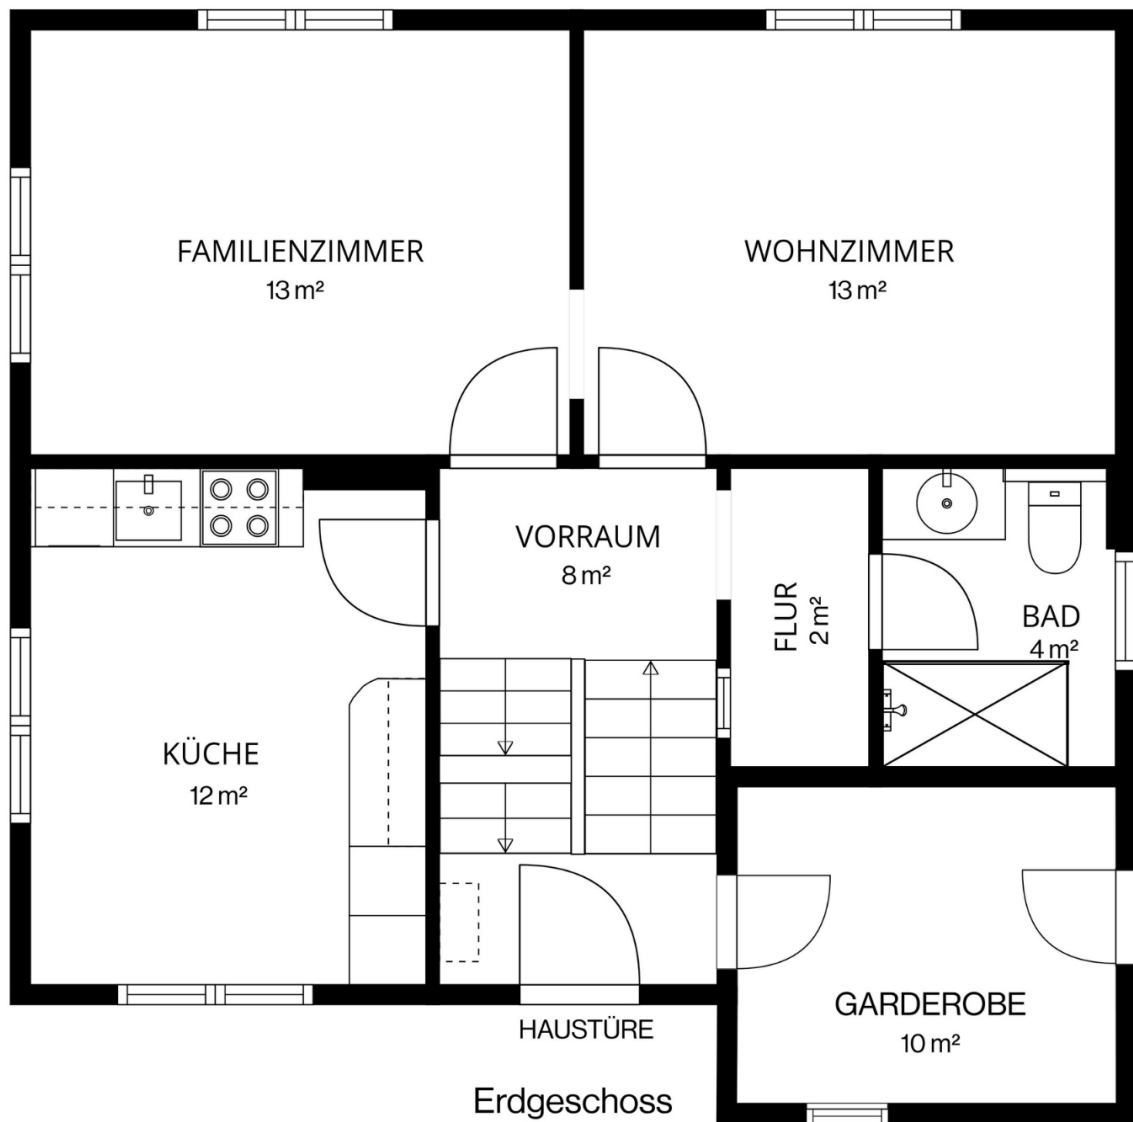 FAMILIENZIMMER
13 m²
WOHNZIMMER
13 m²
VORRAUM
8 m²
FLUR
2 m²
BAD
4 m²
KÜCHE
12 m²
GARDEROBE
10 m²
HAUSTÜRE
Erdgeschoss